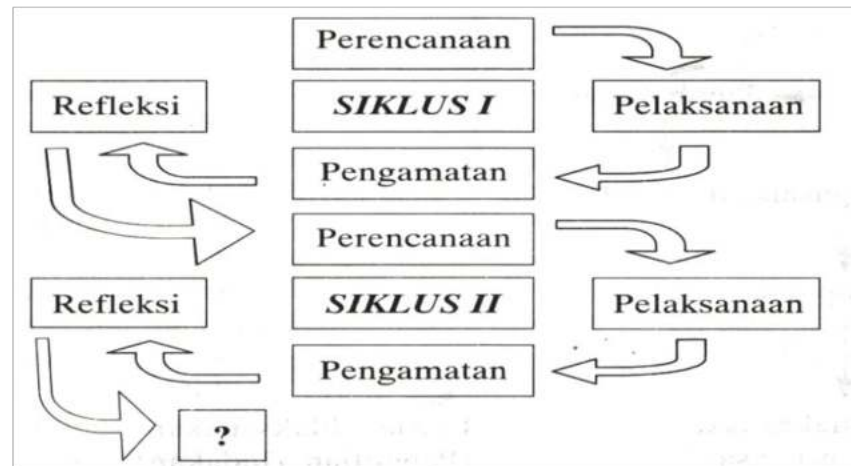 Perencanaan
Refleksi
SIKLUS I
Pelaksanaan
Pengamatan
Perencanaan
Refleksi
SIKLUS II
Pelaksanaan
Pengamatan
?